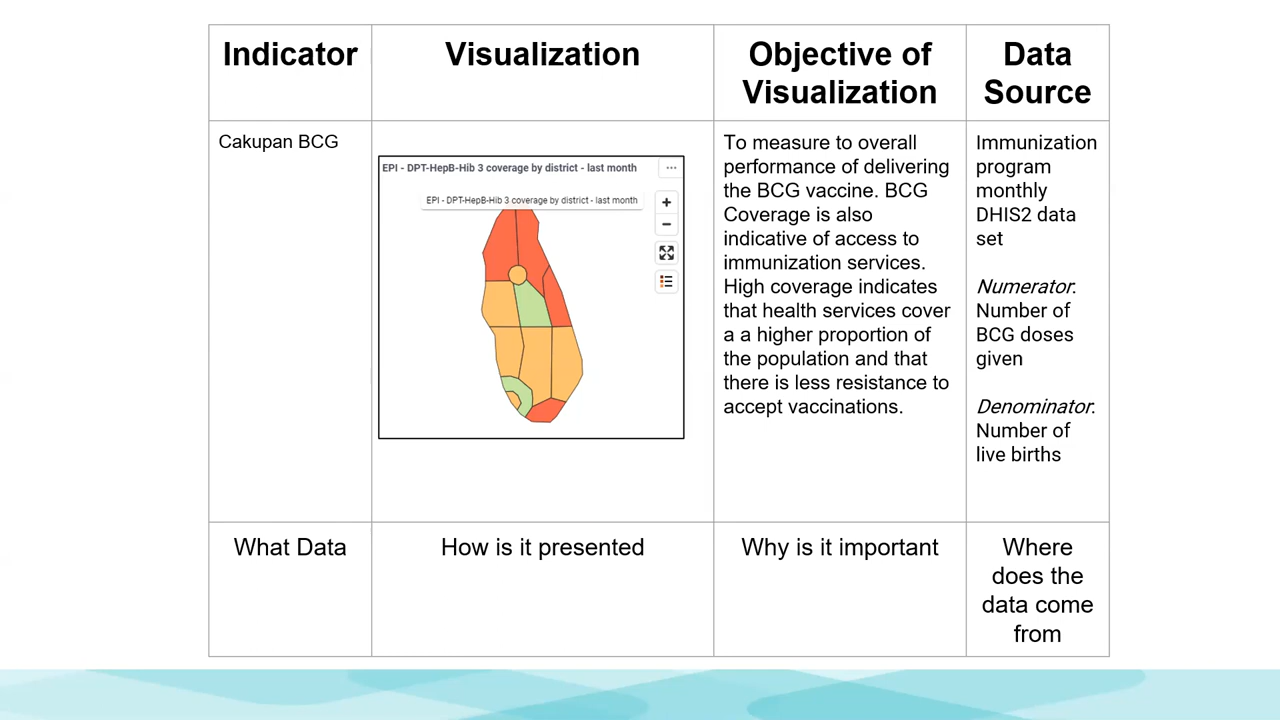 Indicator
Visualization
Objective of
Visualization
Data
Source
Cakupan BCG
EPI - DPT-HepB-Hib 3 coverage by district - last month
EPI - DPT-HepB-Hib 3 coverage by district - last month
To measure to overall
performance of delivering
the BCG vaccine. BCG
Coverage is also
indicative of access to
immunization services.
High coverage indicates
that health services cover
a a higher proportion of
the population and that
there is less resistance to
accept vaccinations.
Immunization
program
monthly
DHIS2 data
set
Numerator:
Number of
BCG doses
given
Denominator:
Number of
live births
What Data
How is it presented
Why is it important
Where
does the
data come
from